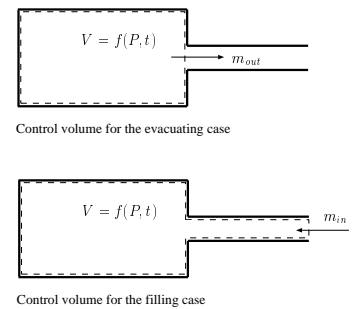 V = f(P, t)
m_out
Control volume for the evacuating case
V = f(P, t)
m_in
Control volume for the filling case